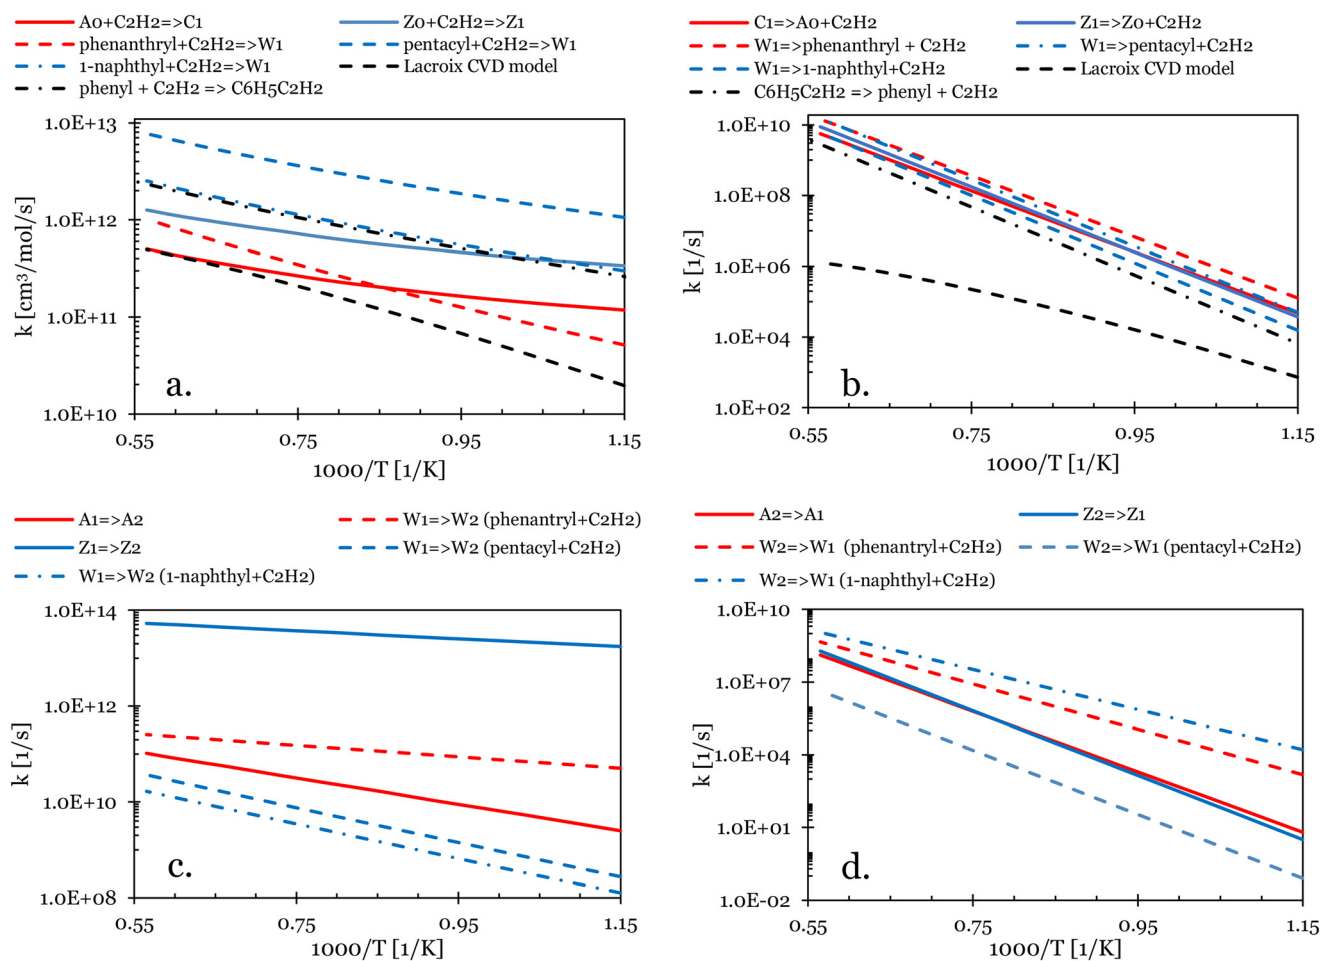 A0+C2H2=>C1
Z0+C2H2=>Z1
phenanthryl+C2H2=>W1
pentacyl+C2H2=>W1
1-naphthyl+C2H2=>W1
Lacroix CVD model
phenyl + C2H2 => C6H5C2H2
1.0E+13
1.0E+12
1.0E+11
1.0E+10
k [cm³/mol/s]
a.
0.55 0.75 0.95 1.15
1000/T [1/K]
C1=>A0+C2H2
Z1=>Z0+C2H2
W1=>phenanthryl + C2H2
W1=>pentacyl+C2H2
W1=>1-naphthyl+C2H2
Lacroix CVD model
C6H5C2H2 => phenyl + C2H2
1.0E+10
1.0E+08
1.0E+06
1.0E+04
1.0E+02
k [1/s]
b.
0.55 0.75 0.95 1.15
1000/T [1/K]
A1=>A2
W1=>W2 (phenantryl+C2H2)
Z1=>Z2
W1=>W2 (pentacyl+C2H2)
W1=>W2 (1-naphthyl+C2H2)
1.0E+14
1.0E+12
1.0E+10
1.0E+08
k [1/s]
c.
0.55 0.75 0.95 1.15
1000/T [1/K]
A2=>A1
Z2=>Z1
W2=>W1 (phenantryl+C2H2)
W2=>W1 (pentacyl+C2H2)
W2=>W1 (1-naphthyl+C2H2)
1.0E+10
1.0E+07
1.0E+04
1.0E+01
1.0E-02
k [1/s]
d.
0.55 0.75 0.95 1.15
1000/T [1/K]